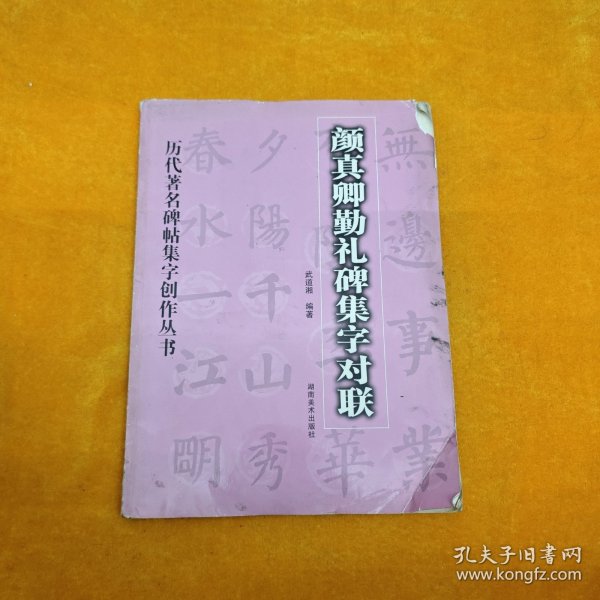 颜真卿勤礼碑集字对联
武道湘 编著
湖南美术出版社
历代著名碑帖集字创作丛书
無邊事業
華
夕陽千山秀
春水一江明
孔夫子旧书网
www.kongfz.com